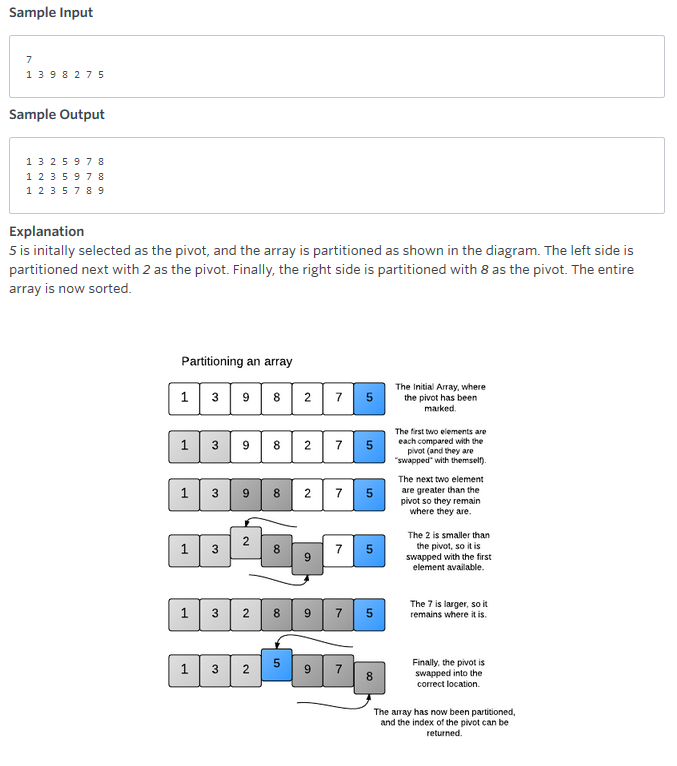 Sample Input
7
1 3 9 8 2 7 5
Sample Output
1 3 2 5 9 7 8
1 2 3 5 9 7 8
1 2 3 5 7 8 9
Explanation
5 is initally selected as the pivot, and the array is partitioned as shown in the diagram. The left side is
partitioned next with 2 as the pivot. Finally, the right side is partitioned with 8 as the pivot. The entire
array is now sorted.
Partitioning an array
1 3 9 8 2 7 5
The Initial Array, where
the pivot has been
marked.
1 3 9 8 2 7 5
The first two elements are
each compared with the
pivot (and they are
"swapped" with themself).
1 3 9 8 2 7 5
The next two element
are greater than the
pivot so they remain
where they are.
1 3 2 8 9 7 5
The 2 is smaller than
the pivot, so it is
swapped with the first
element available.
1 3 2 8 9 7 5
The 7 is larger, so it
remains where it is.
1 3 2 5 9 7 8
Finally, the pivot is
swapped into the
correct location.
The array has now been partitioned,
and the index of the pivot can be
returned.